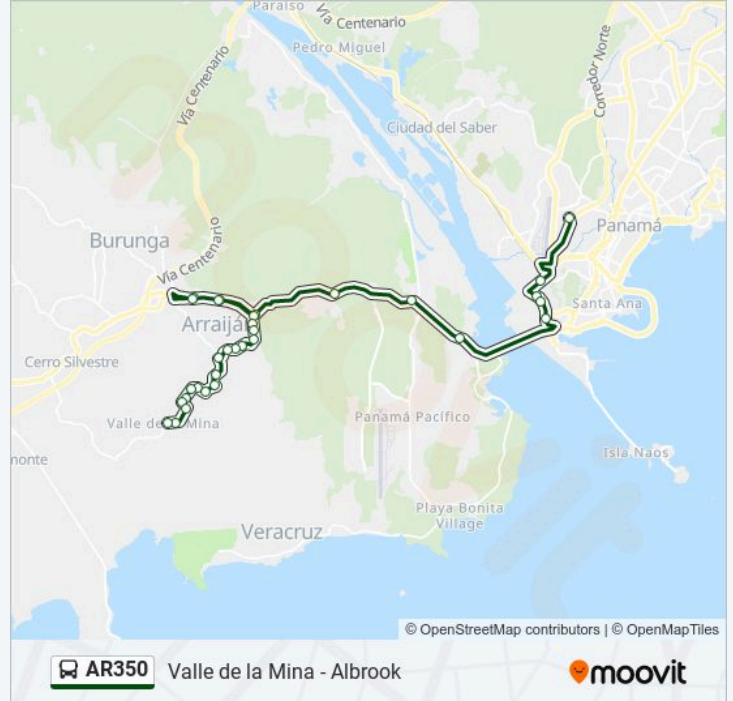 Paraíso
Vía Centenario
Pedro Miguel
Vía Centenario
Corredor Norte
Ciudad del Saber
Panamá
Burunga
Vía Centenario
Santa Ana
Arraiján
Cerro Silvestre
Valle de la Mina
Panamá Pacífico
monte
Isla Naos
Playa Bonita
Village
Veracruz
© OpenStreetMap contributors | © OpenMapTiles
AR350 Valle de la Mina - Albrook
moovit